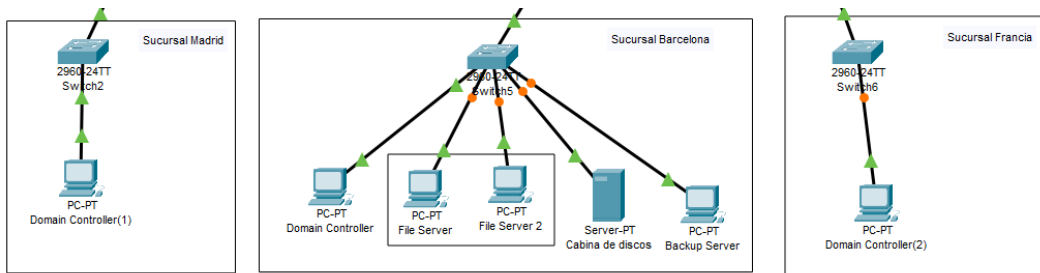 Sucursal Madrid
2960-24TT
Switch2
PC-PT
Domain Controller(1)
Sucursal Barcelona
2960-24TT
Switch5
PC-PT
Domain Controller
PC-PT
File Server
PC-PT
File Server 2
Server-PT
Cabina de discos
PC-PT
Backup Server
Sucursal Francia
2960-24TT
Switch6
PC-PT
Domain Controller(2)